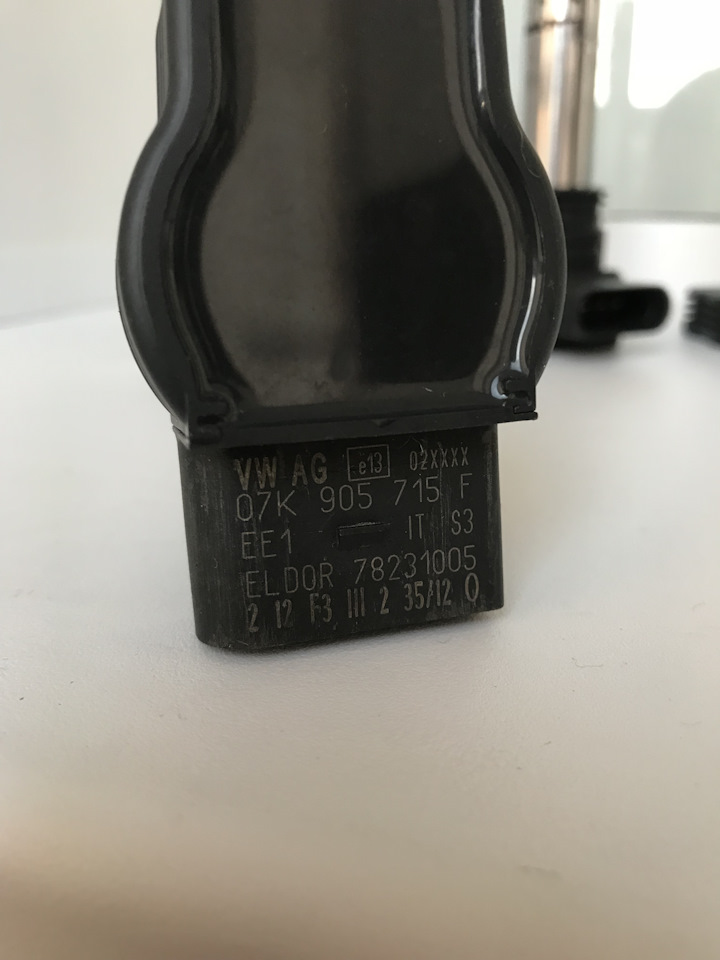 VW AG e13 02XXXX
07K 905 715 F
EE1 IT S3
ELDOR 78231005
2 12 F3 III 2 35/12 Q